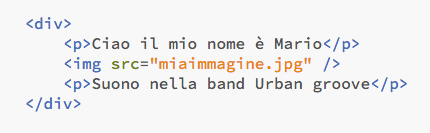 <div>
    <p>Ciao il mio nome è Mario</p>
    <img src="miaimmagine.jpg" />
    <p>Suono nella band Urban groove</p>
</div>